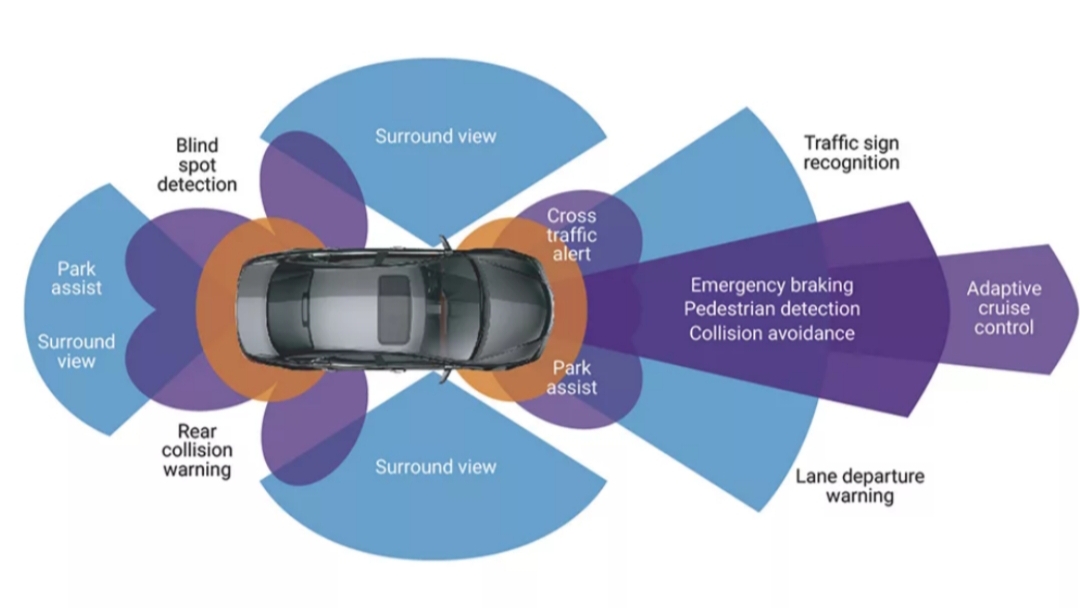 Surround view
Blind
spot
detection
Traffic sign
recognition
Cross
traffic
alert
Park
assist
Surround
view
Emergency braking
Pedestrian detection
Collision avoidance
Adaptive
cruise
control
Park
assist
Rear
collision
warning
Surround view
Lane departure
warning